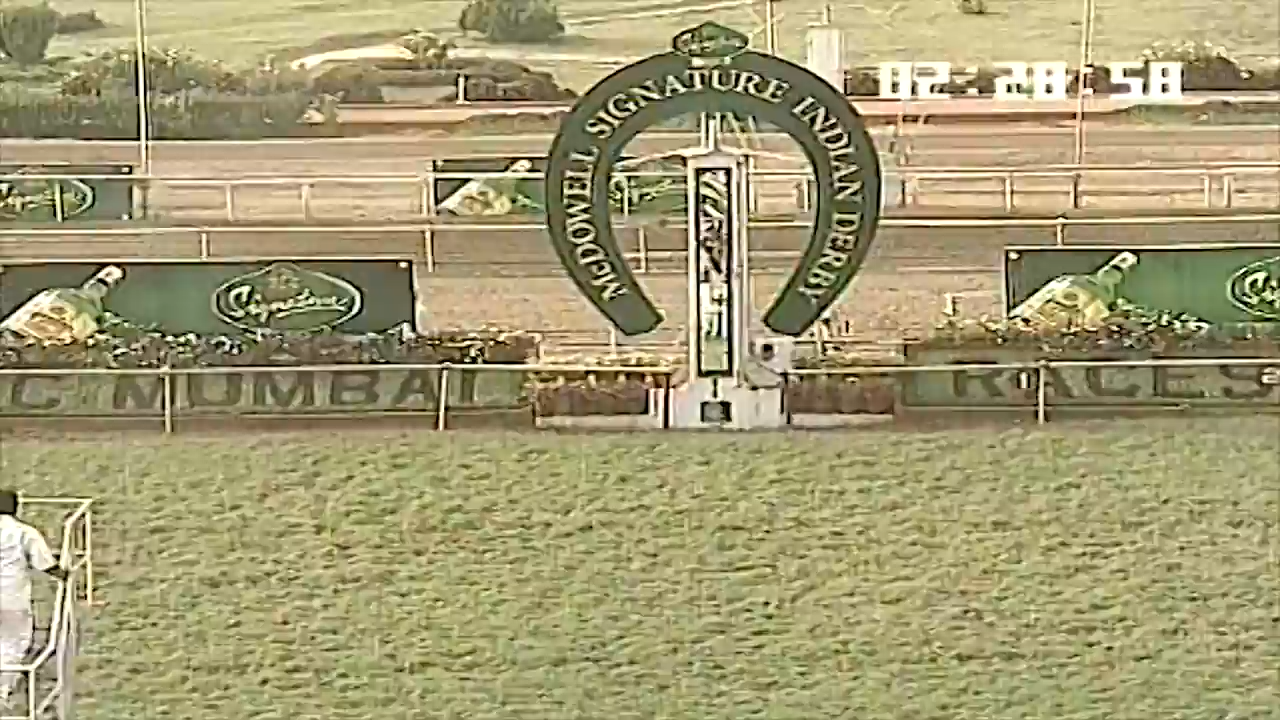 02:28:58
McDOWELL SIGNATURE INDIAN DERBY
Signature
Signature
C MUMBAI
RACES